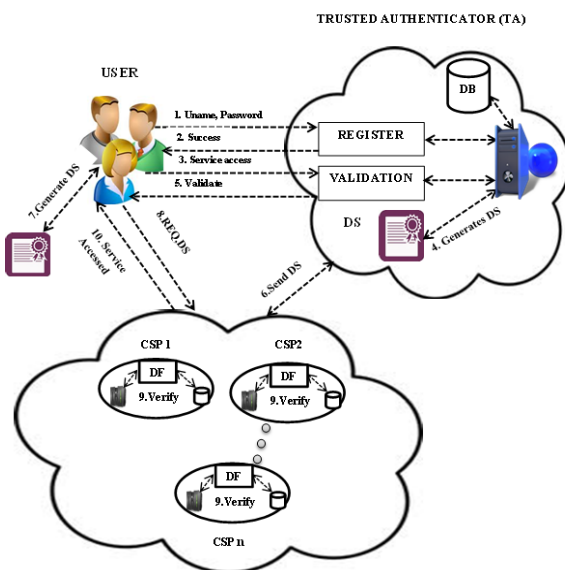 TRUSTED AUTHENTICATOR (TA)
USER
DB
1. Uname, Password
2. Success
REGISTER
3. Service access
5. Validate
VALIDATION
DS
4. Generates DS
7.Generate DS
8.REQ,DS
10. Service
Accessed
6.Send DS
CSP 1
CSP2
DF
9.Verify
DF
9.Verify
DF
9.Verify
CSP n